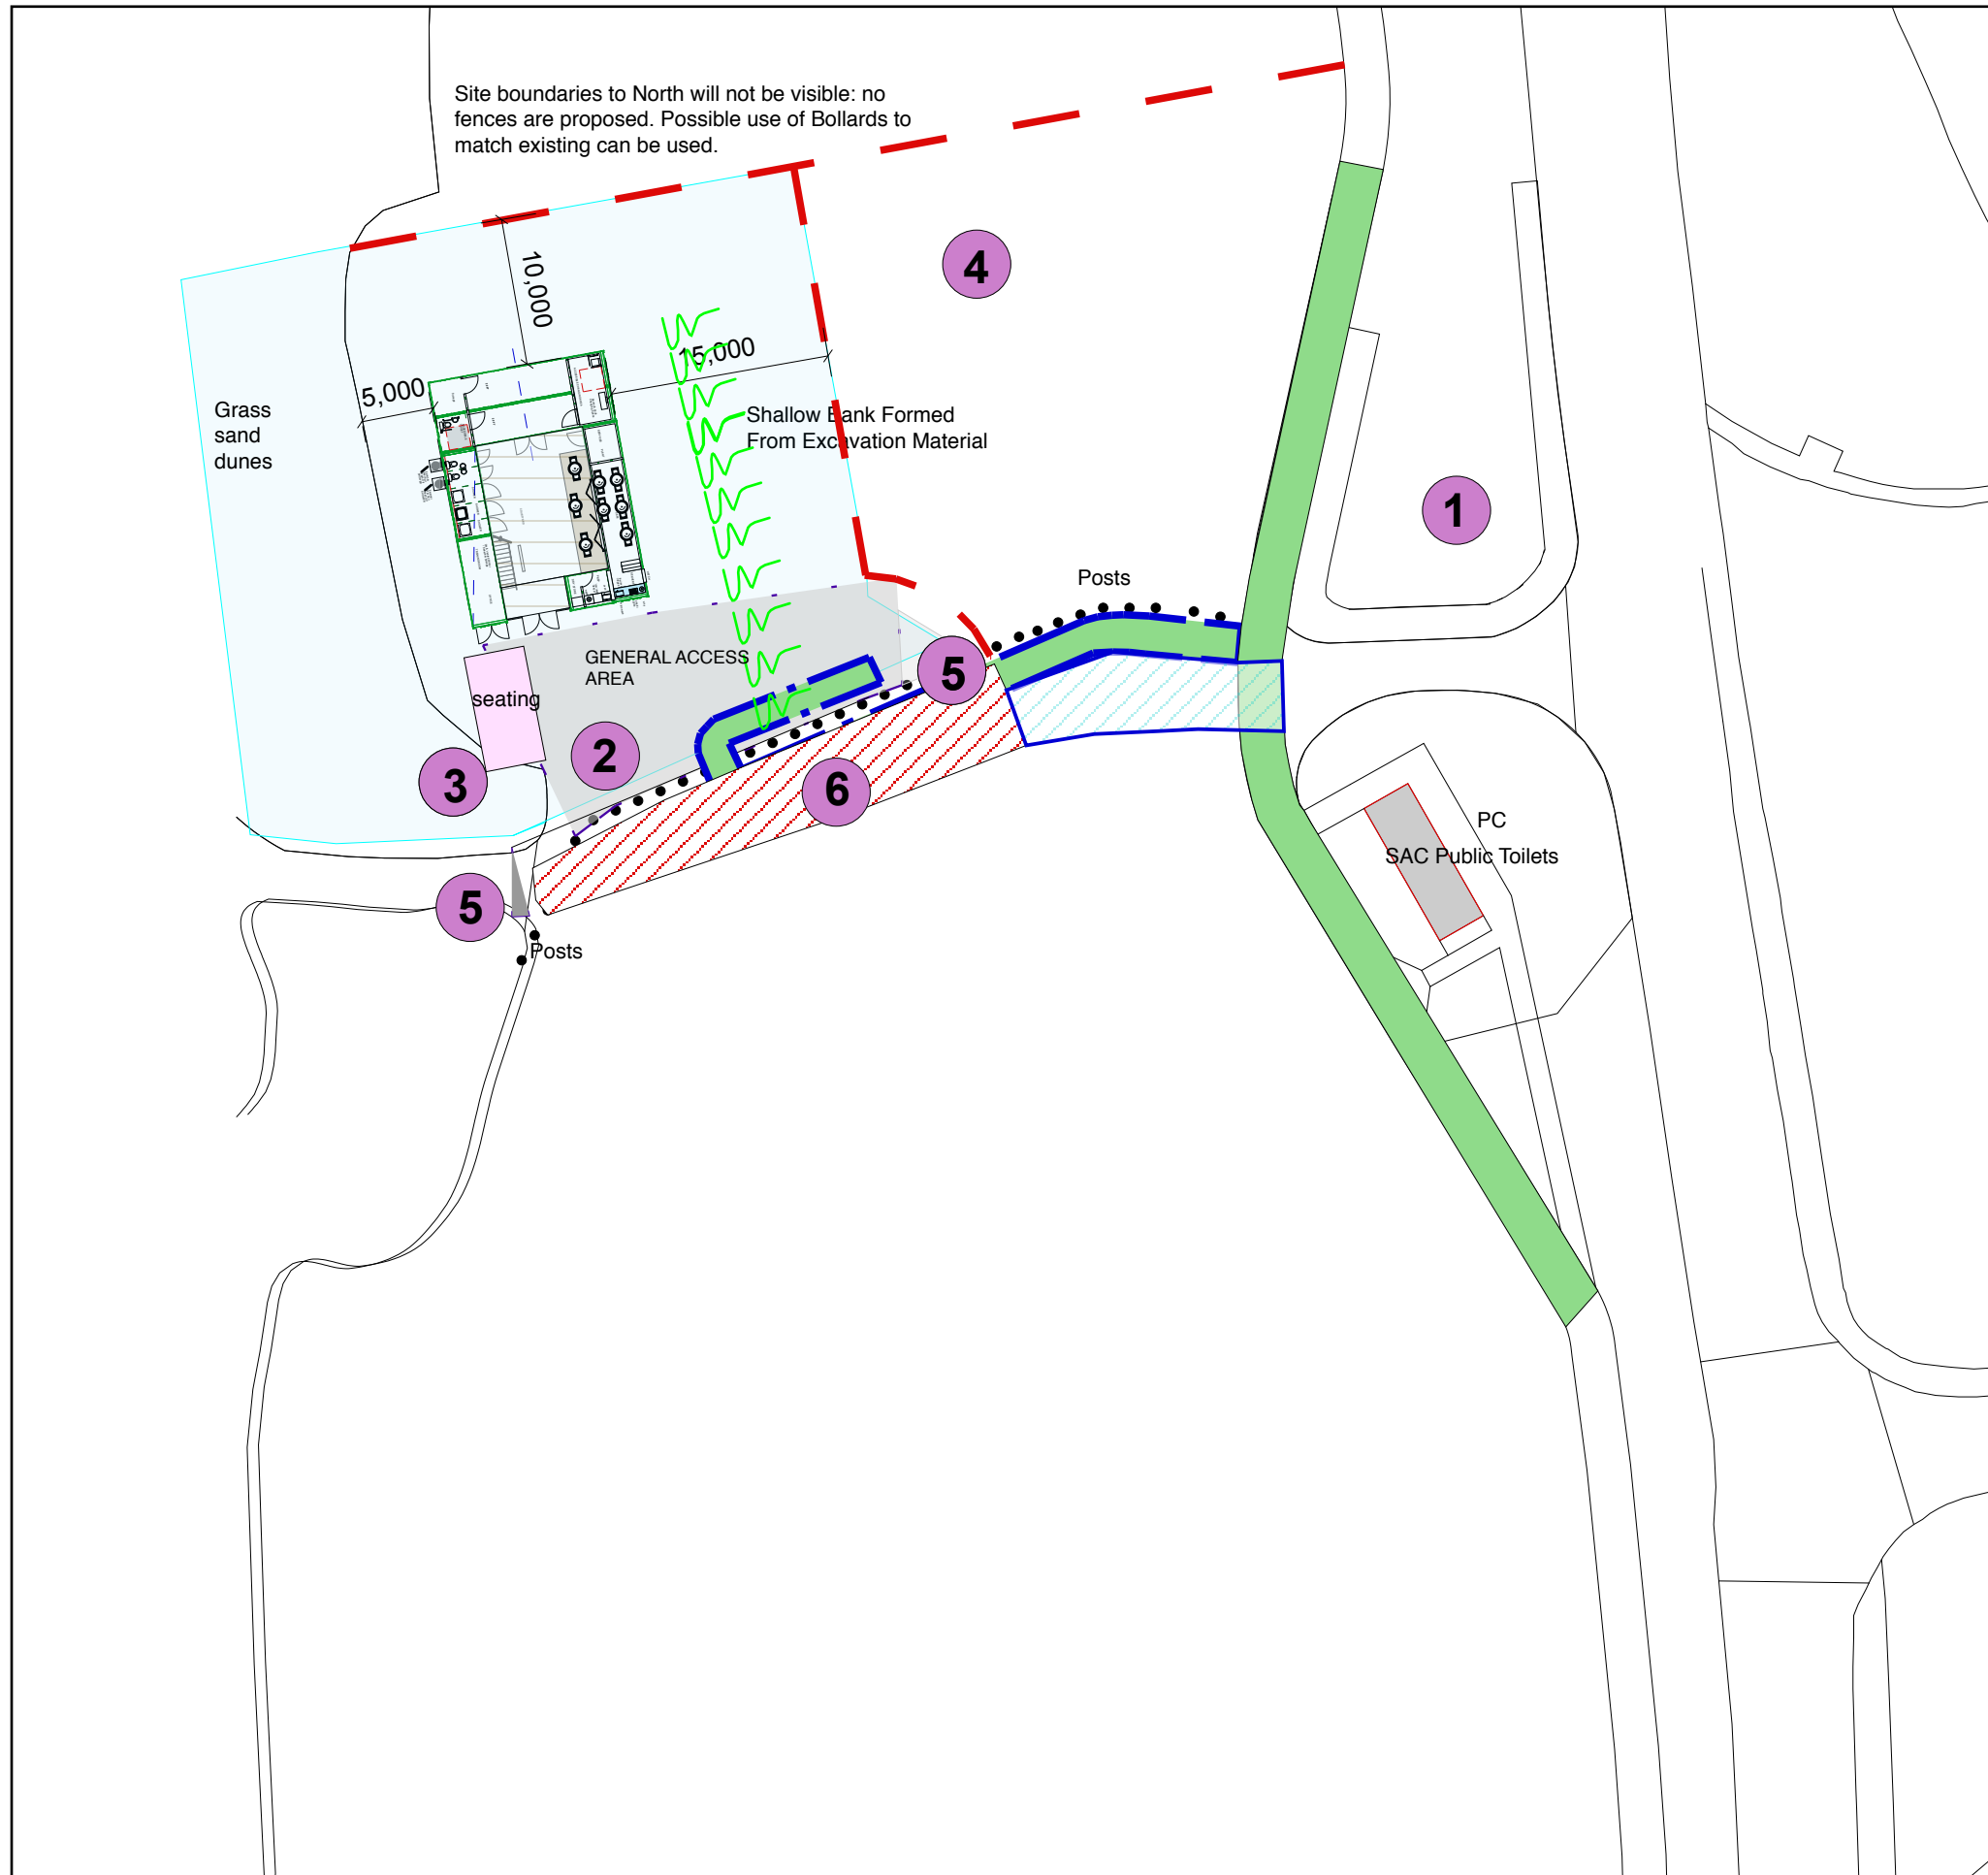 Site boundaries to North will not be visible: no
fences are proposed. Possible use of Bollards to
match existing can be used.
4
10,000
15,000
5,000
Grass
sand
dunes
Shallow Bank Formed
From Excavation Material
1
Posts
GENERAL ACCESS
AREA
5
seating
2
3
6
PC
SAC Public Toilets
5
Posts